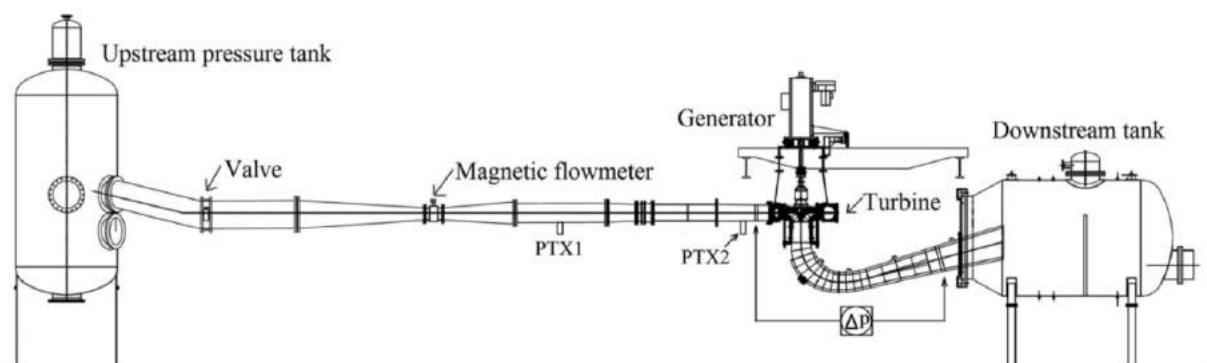 Upstream pressure tank
Generator
Downstream tank
Valve
Magnetic flowmeter
Turbine
PTX1
PTX2
Δp